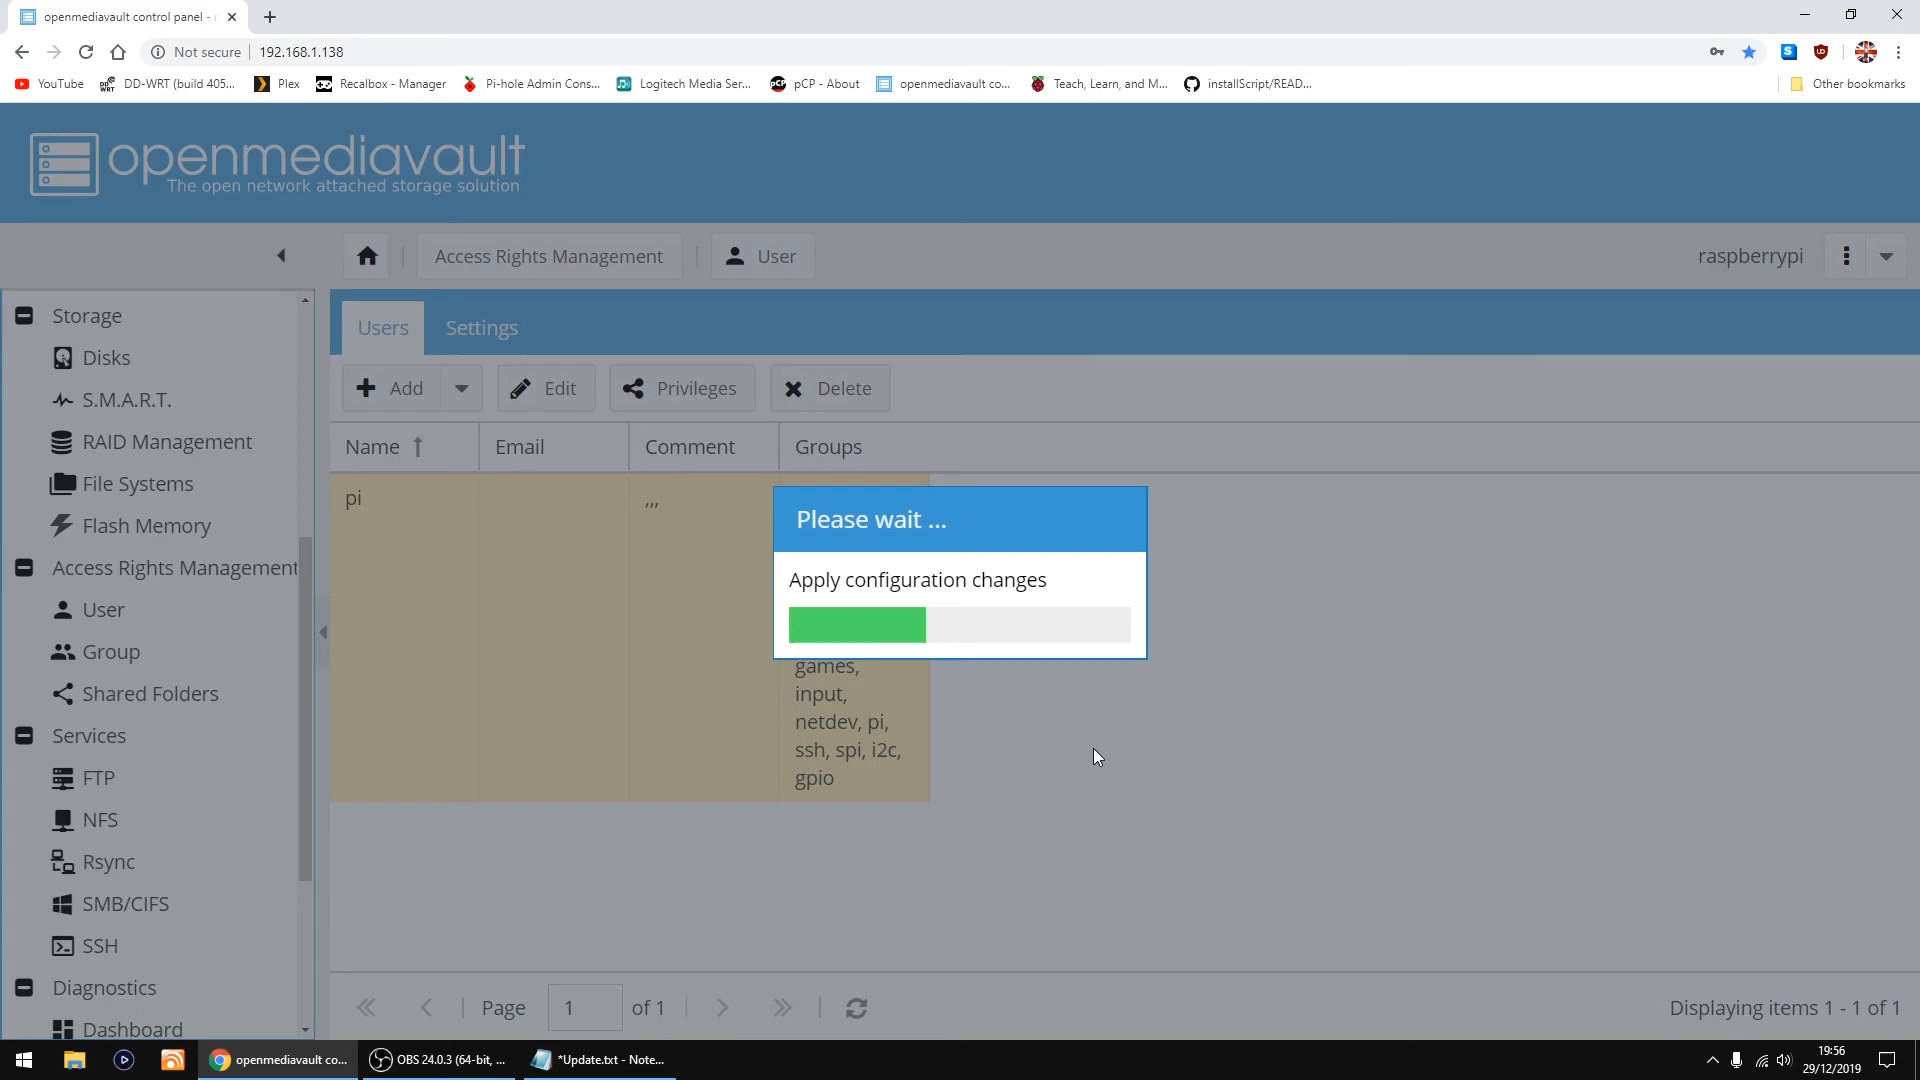 openmediavault control panel -
Not secure
192.168.1.138
YouTube
DD-WRT (build 405...
Plex
Recalbox - Manager
Pi-hole Admin Cons...
Logitech Media Ser...
pCP - About
openmediavault co...
Teach, Learn, and M...
installScript/READ...
Other bookmarks
openmediavault
The open network attached storage solution
Access Rights Management
User
raspberrypi
Storage
Disks
S.M.A.R.T.
RAID Management
File Systems
Flash Memory
Access Rights Management
User
Group
Shared Folders
Services
FTP
NFS
Rsync
SMB/CIFS
SSH
Diagnostics
Dashboard
Users
Settings
Add
Edit
Privileges
Delete
Name
Email
Comment
Groups
pi
,,,
Please wait ...
Apply configuration changes
games,
input,
netdev, pi,
ssh, spi, i2c,
gpio
Page
1
of 1
Displaying items 1 - 1 of 1
openmediavault co...
OBS 24.0.3 (64-bit, ...
*Update.txt - Note...
19:56
29/12/2019